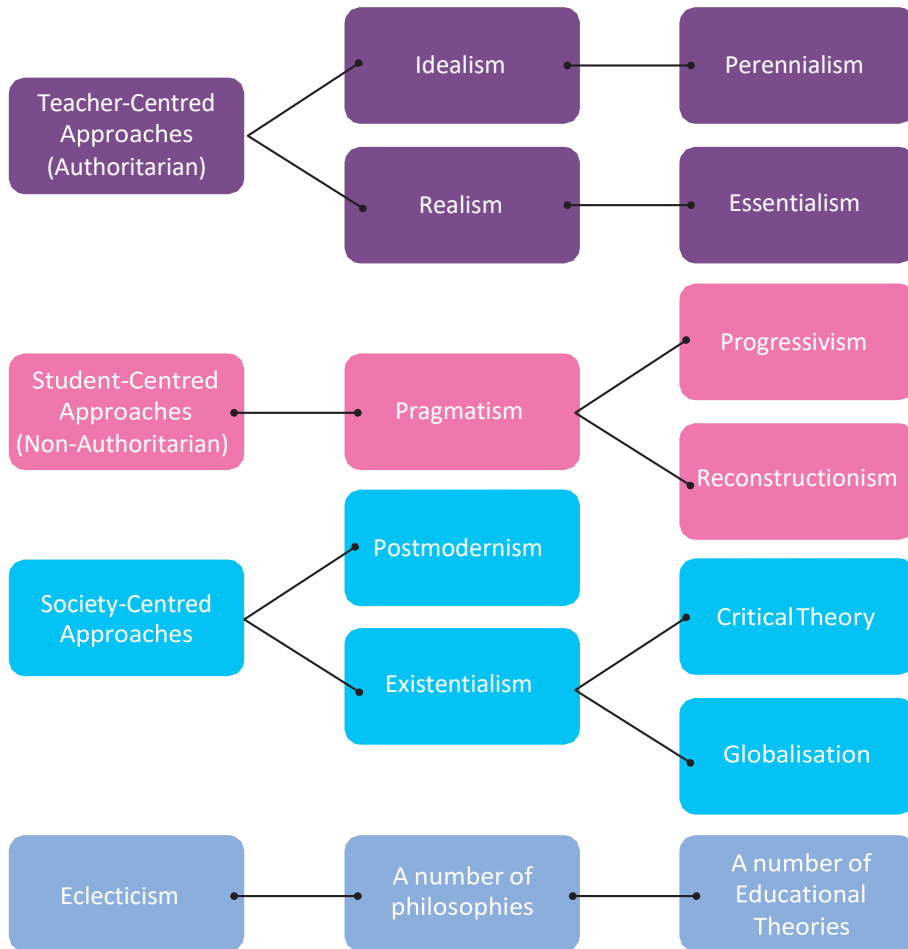 Idealism
Perennialism
Teacher-Centred
Approaches
(Authoritarian)
Realism
Essentialism
Progressivism
Student-Centred
Approaches
(Non-Authoritarian)
Pragmatism
Reconstructionism
Postmodernism
Society-Centred
Approaches
Critical Theory
Existentialism
Globalisation
Eclecticism
A number of
philosophies
A number of
Educational
Theories